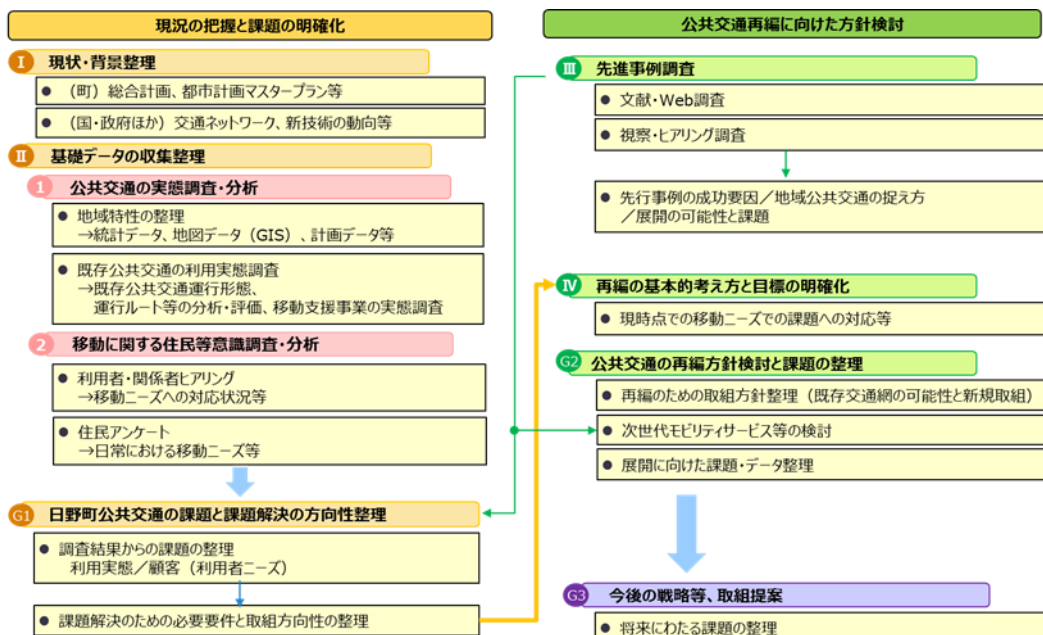 現況の把握と課題の明確化
Ⅰ 現状・背景整理
● （町）総合計画、都市計画マスタープラン等
● （国・政府ほか）交通ネットワーク、新技術の動向等
Ⅱ 基礎データの収集整理
1 公共交通の実態調査・分析
● 地域特性の整理
→統計データ、地図データ（GIS）、計画データ等
● 既存公共交通の利用実態調査
→既存公共交通運行形態、
運行ルート等の分析・評価、移動支援事業の実態調査
2 移動に関する住民等意識調査・分析
● 利用者・関係者ヒアリング
→移動ニーズへの対応状況等
● 住民アンケート
→日常における移動ニーズ等
G1 日野町公共交通の課題と課題解決の方向性整理
● 調査結果からの課題の整理
利用実態／顧客（利用者ニーズ）
● 課題解決のための必要要件と取組方向性の整理
公共交通再編に向けた方針検討
Ⅲ 先進事例調査
● 文献・Web調査
● 視察・ヒアリング調査
● 先行事例の成功要因／地域公共交通の捉え方
／展開の可能性と課題
Ⅳ 再編の基本的考え方と目標の明確化
● 現時点での移動ニーズでの課題への対応等
G2 公共交通の再編方針検討と課題の整理
● 再編のための取組方針整理（既存交通網の可能性と新規取組）
● 次世代モビリティサービス等の検討
● 展開に向けた課題・データ整理
G3 今後の戦略等、取組提案
● 将来にわたる課題の整理